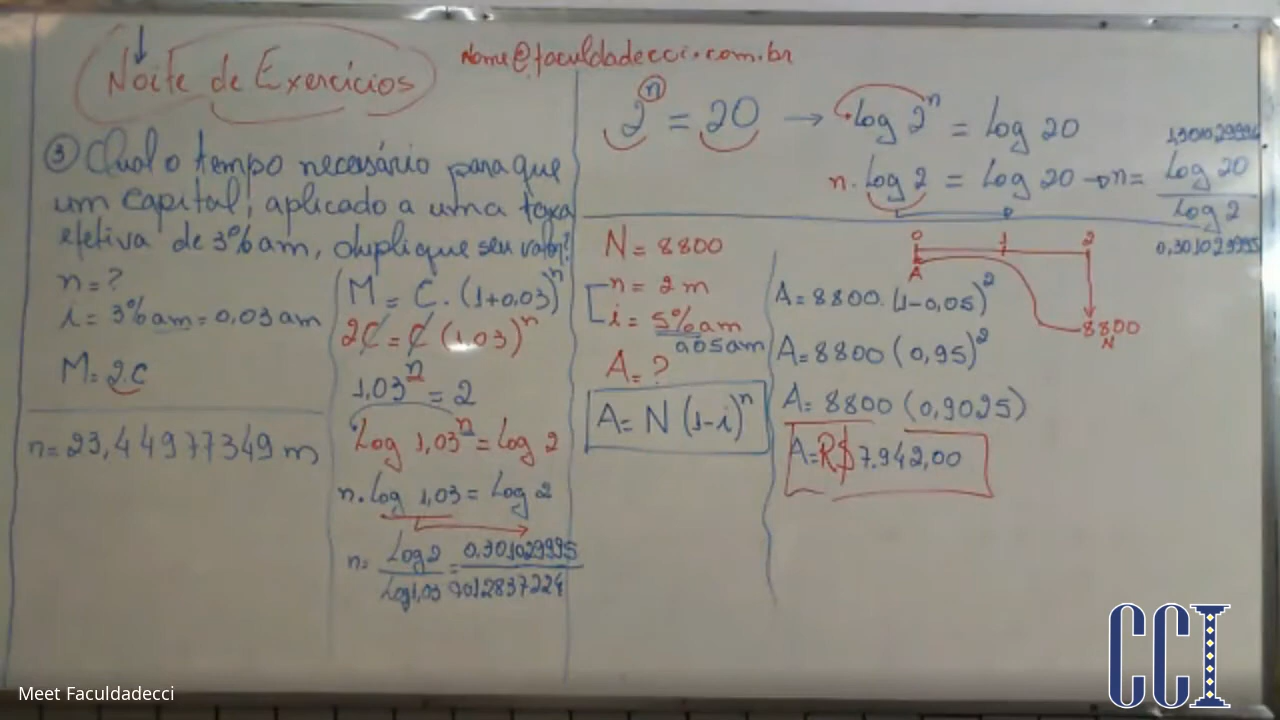 Noite de Exercícios
Nome@faculdadecci.com.br
③ Qual o tempo necessário para que
um capital, aplicado a uma taxa
efetiva de 3% am, duplique seu valor?
n = ?
i = 3% am = 0,03 am
M = 2.C
n = 23,44977349 m
M = C . (1+0,03)^n
2C = C (1,03)^n
1,03^n = 2
Log 1,03^n = log 2
n. log 1,03 = Log 2
n = Log 2 / Log 1,03 = 0,301029995 / 0,012837224
2^n = 20 → log 2^n = log 20
n. log 2 = log 20 → n = Log 20 / Log 2
1,301029996
0,301029995
N = 8800
n = 2 m
i = 5% am
0,05 am
A = ?
A = N (1-i)^n
0 1 2
A
8800
N
A = 8800. (1-0,05)^2
A = 8800 (0,95)^2
A = 8800 (0,9025)
A = R$ 7.942,00
CCI
Meet Faculdadecci